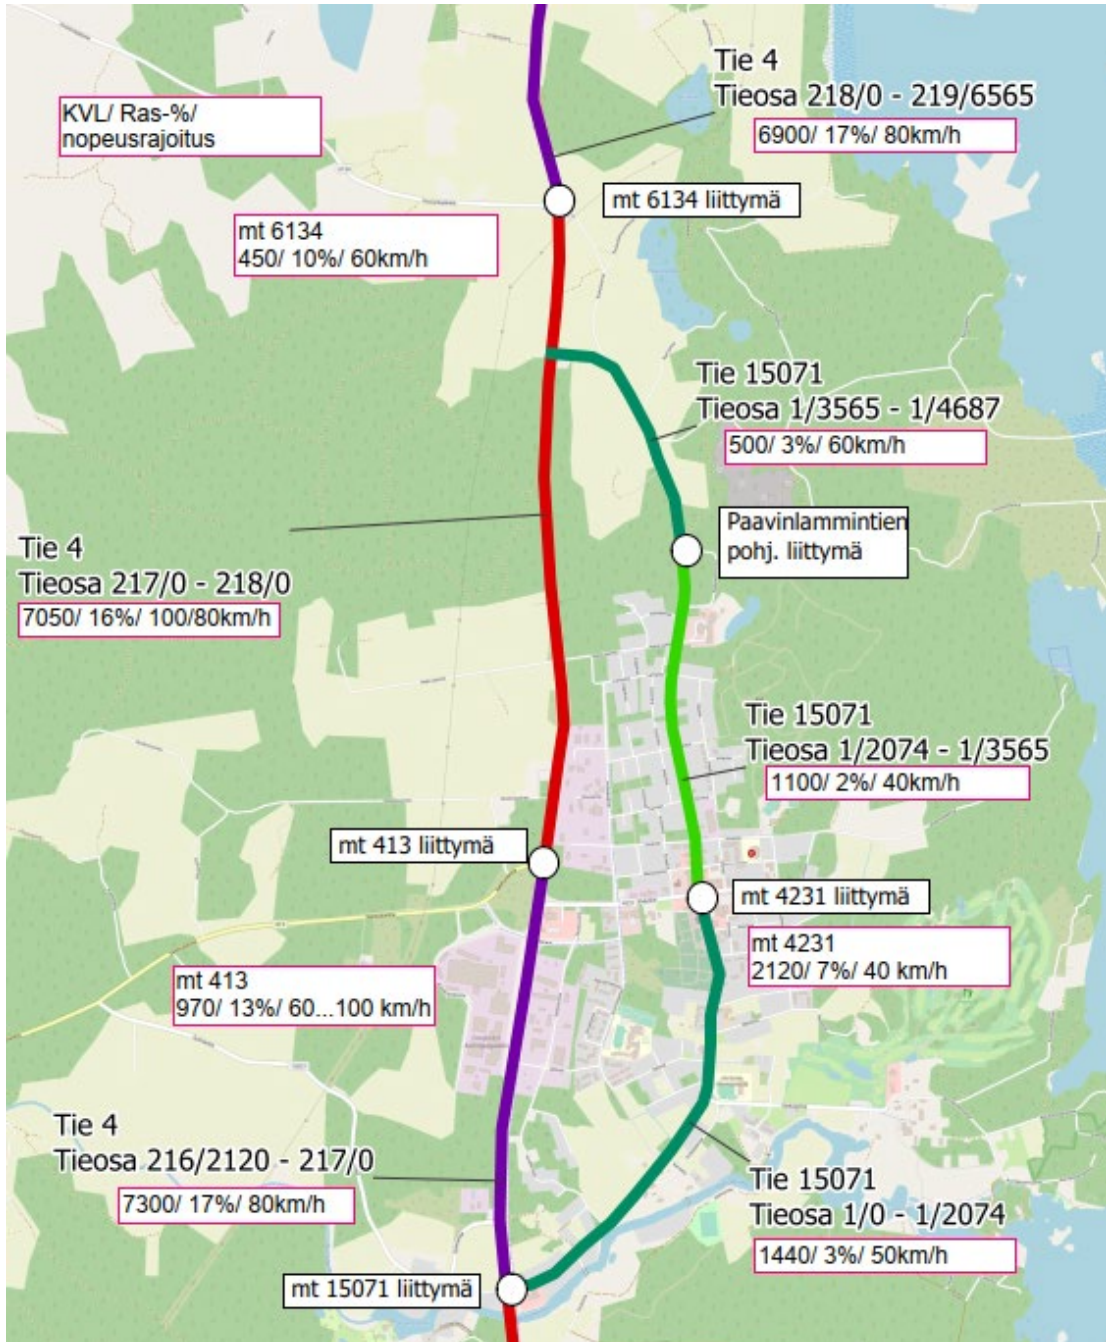 Tie 4
Tieosa 218/0 - 219/6565
6900/ 17%/ 80km/h
KVL/ Ras-%/
nopeusrajoitus
mt 6134 liittymä
mt 6134
450/ 10%/ 60km/h
Tie 15071
Tieosa 1/3565 - 1/4687
500/ 3%/ 60km/h
Paavinlammintien
pohj. liittymä
Tie 4
Tieosa 217/0 - 218/0
7050/ 16%/ 100/80km/h
Tie 15071
Tieosa 1/2074 - 1/3565
1100/ 2%/ 40km/h
mt 413 liittymä
mt 4231 liittymä
mt 4231
2120/ 7%/ 40 km/h
mt 413
970/ 13%/ 60...100 km/h
Tie 4
Tieosa 216/2120 - 217/0
7300/ 17%/ 80km/h
Tie 15071
Tieosa 1/0 - 1/2074
1440/ 3%/ 50km/h
mt 15071 liittymä